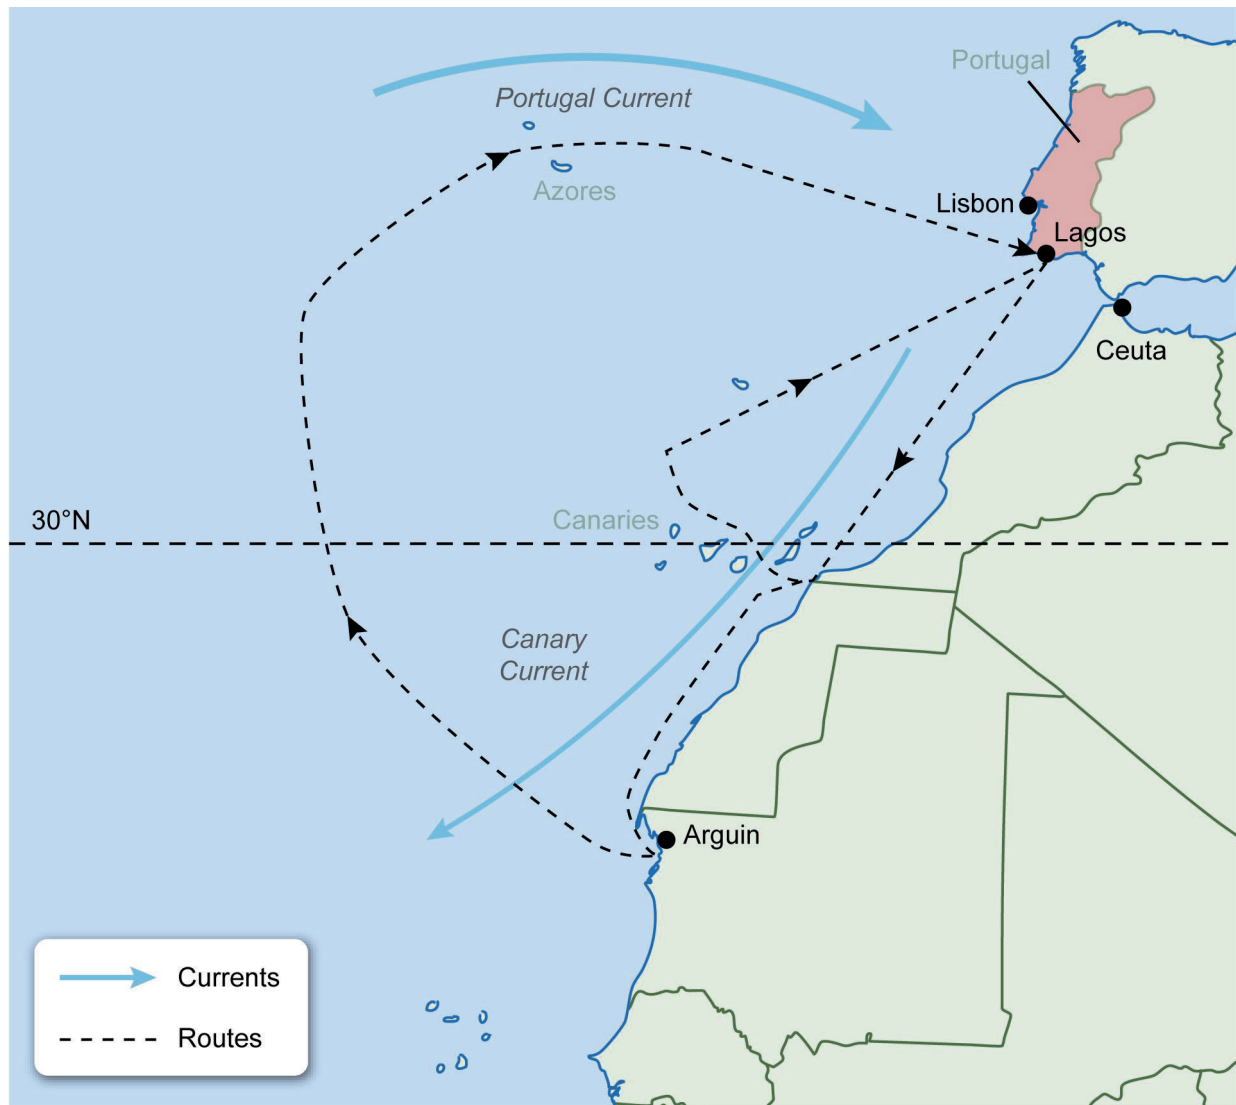 Portugal
Portugal Current
Azores
Lisbon
Lagos
Ceuta
30°N
Canaries
Canary
Current
Arguin
Currents
Routes